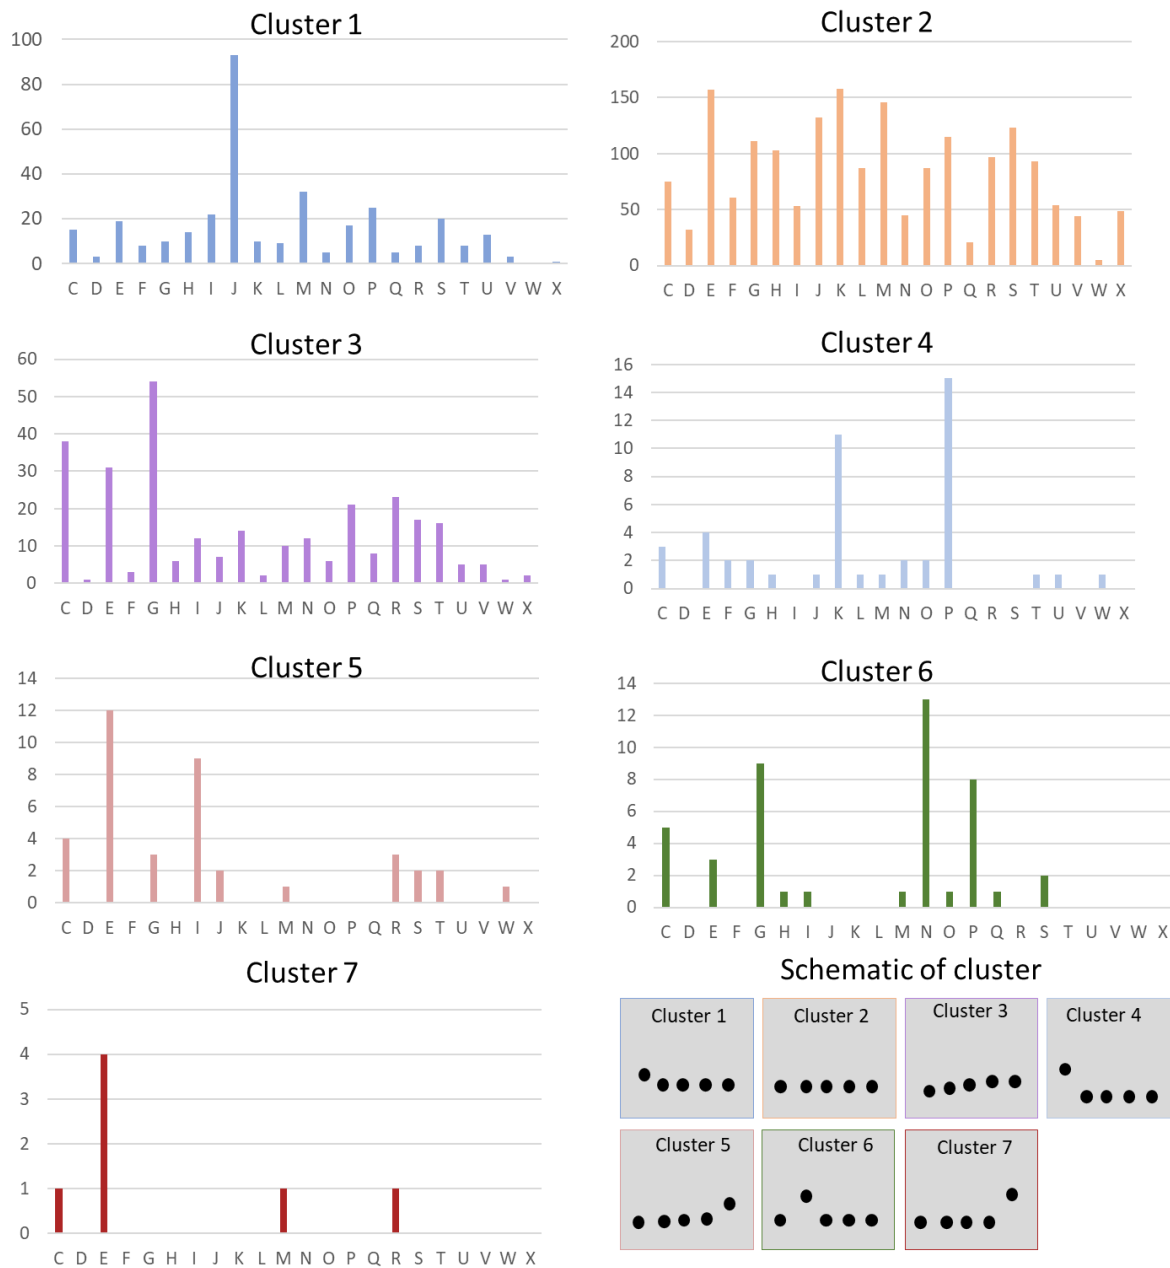 Cluster 1
100
80
60
40
20
0
C D E F G H I J K L M N O P Q R S T U V W X
Cluster 2
200
150
100
50
0
C D E F G H I J K L M N O P Q R S T U V W X
Cluster 3
60
50
40
30
20
10
0
C D E F G H I J K L M N O P Q R S T U V W X
Cluster 4
16
14
12
10
8
6
4
2
0
C D E F G H I J K L M N O P Q R S T U V W X
Cluster 5
14
12
10
8
6
4
2
0
C D E F G H I J K L M N O P Q R S T U V W X
Cluster 6
14
12
10
8
6
4
2
0
C D E F G H I J K L M N O P Q R S T U V W X
Cluster 7
5
4
3
2
1
0
C D E F G H I J K L M N O P Q R S T U V W X
Schematic of cluster
Cluster 1 Cluster 2 Cluster 3 Cluster 4
Cluster 5 Cluster 6 Cluster 7